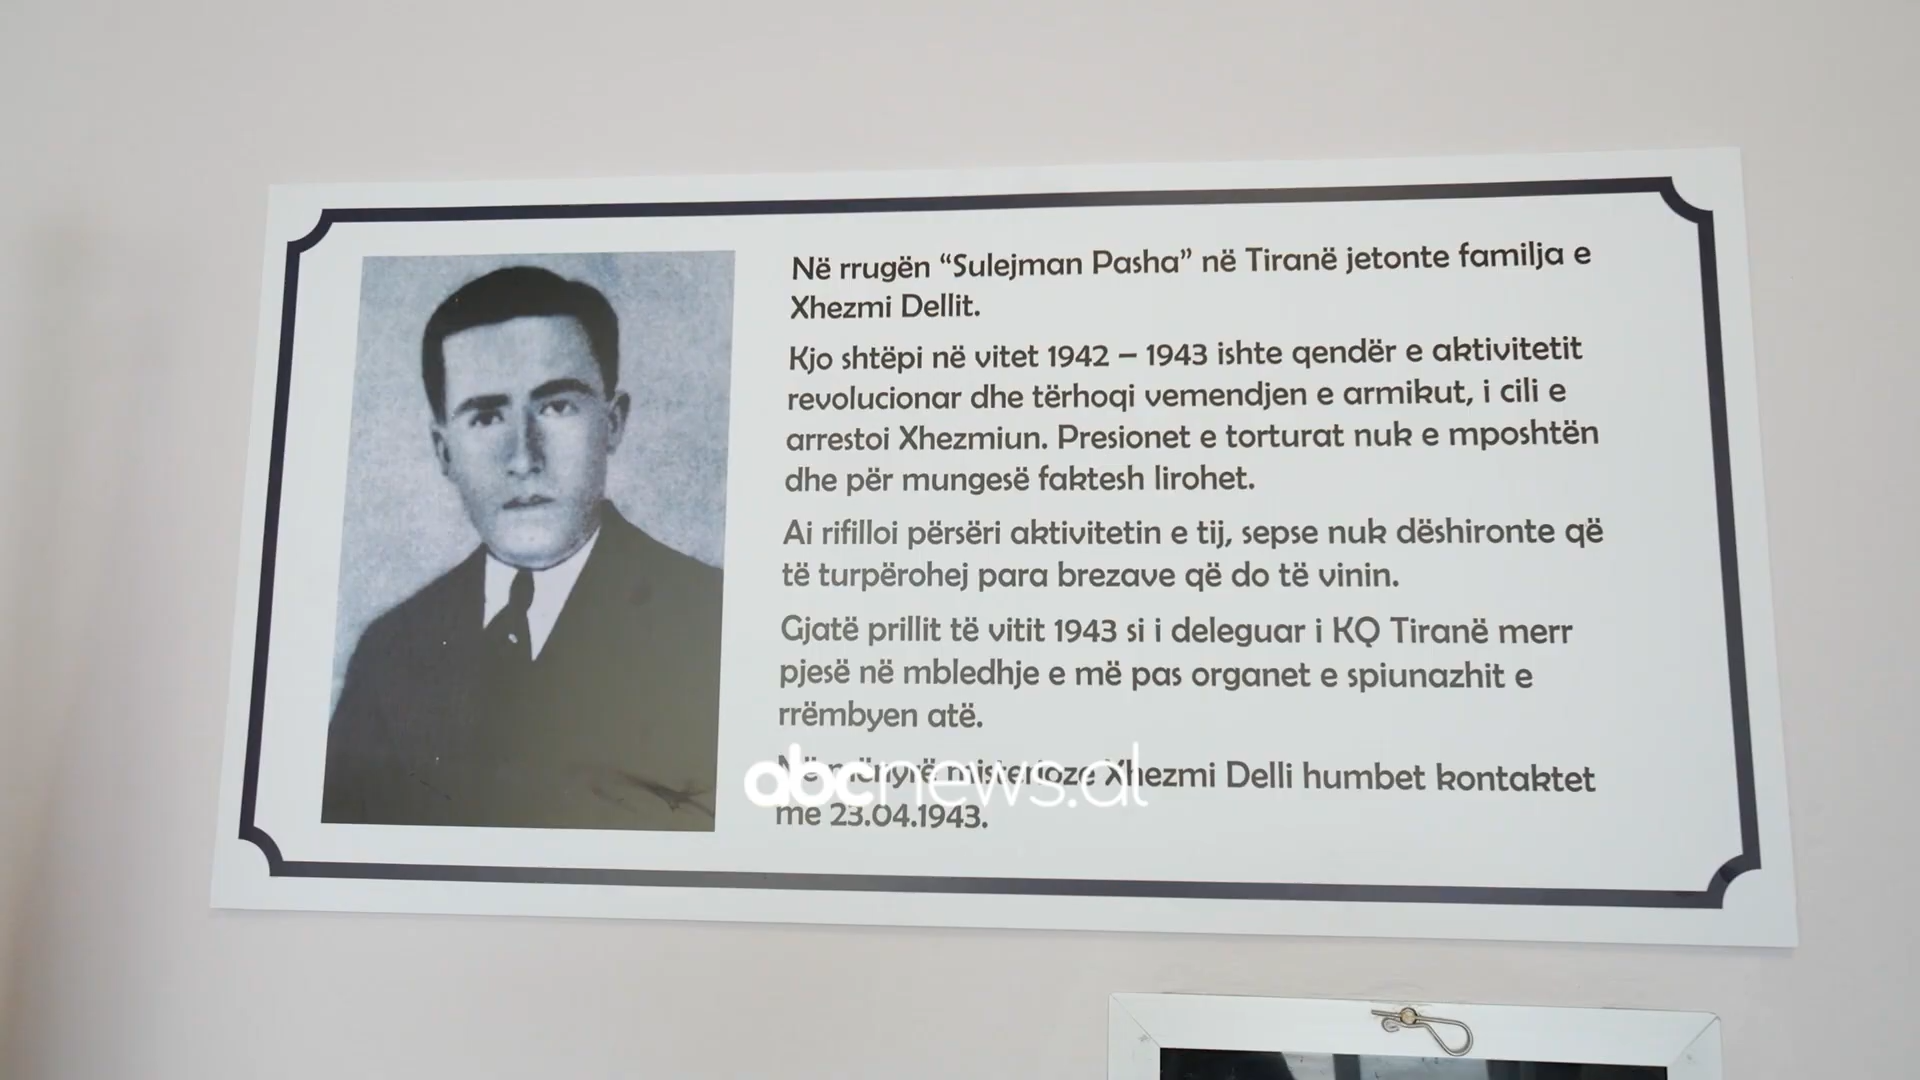 Në rrugën “Sulejman Pasha” në Tiranë jetonte familja e
Xhezmi Dellit.
Kjo shtëpi në vitet 1942 – 1943 ishte qendër e aktivitetit
revolucionar dhe tërhoqi vemendjen e armikut, i cili e
arrestoi Xhezmiun. Presionet e torturat nuk e mposhtën
dhe për mungesë faktesh lirohet.
Ai rifilloi përsëri aktivitetin e tij, sepse nuk dëshironte që
të turpërohej para brezave që do të vinin.
Gjatë prillit të vitit 1943 si i deleguar i KQ Tiranë merr
pjesë në mbledhje e më pas organet e spiunazhit e
rrëmbyen atë.
Në mënyrë misterioze Xhezmi Delli humbet kontaktet
me 23.04.1943.
abcnews.al